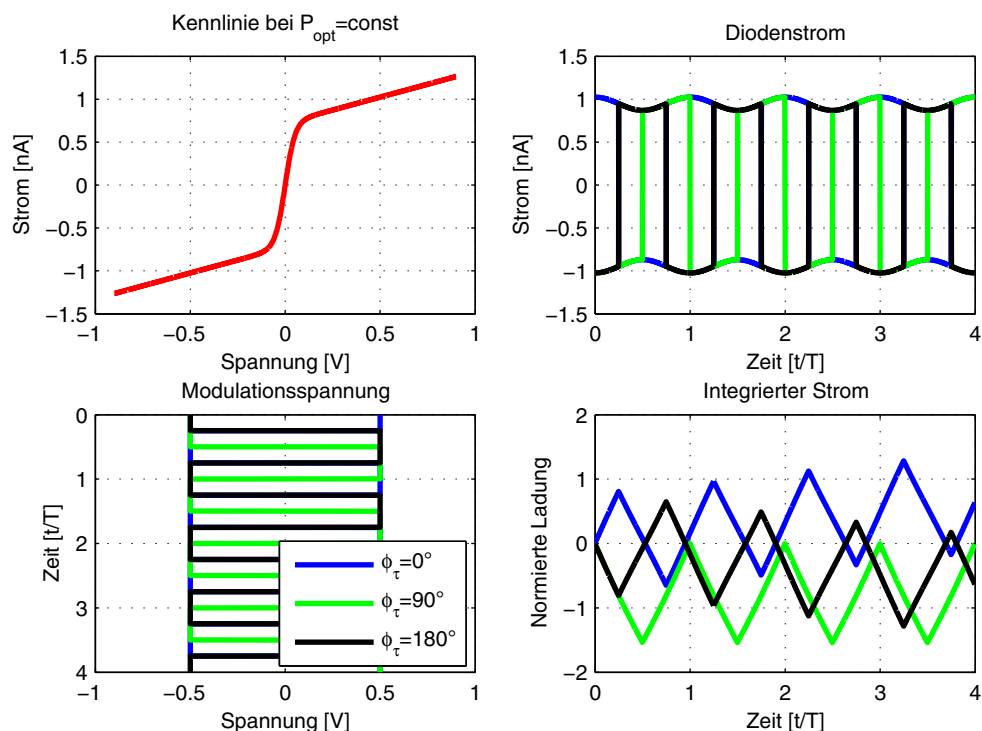 Kennlinie bei P_opt=const
1.5
1
0.5
0
−0.5
−1
−1.5
Strom [nA]
−1 −0.5 0 0.5 1
Spannung [V]
Diodenstrom
1.5
1
0.5
0
−0.5
−1
−1.5
Strom [nA]
0 1 2 3 4
Zeit [t/T]
Modulationsspannung
0
1
2
3
4
Zeit [t/T]
ϕ_τ=0°
ϕ_τ=90°
ϕ_τ=180°
−1 −0.5 0 0.5 1
Spannung [V]
Integrierter Strom
2
1
0
−1
−2
Normierte Ladung
0 1 2 3 4
Zeit [t/T]